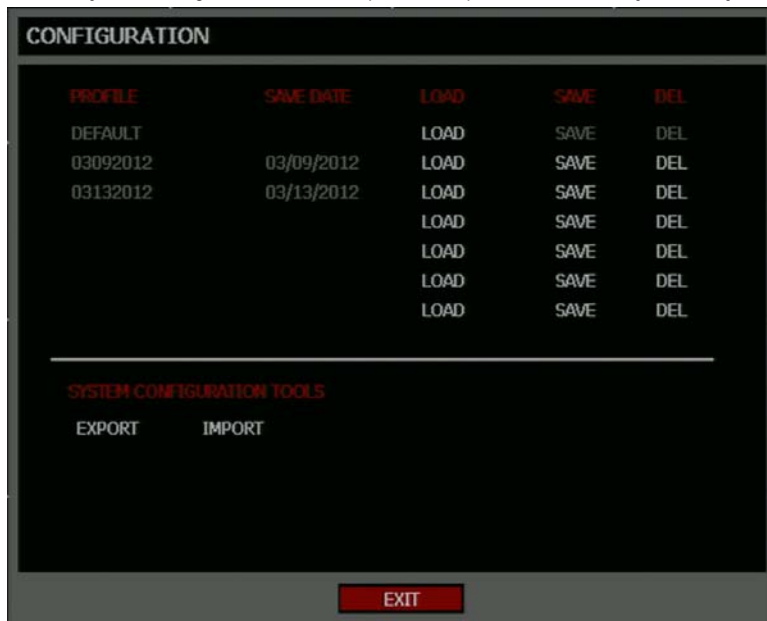 CONFIGURATION
PROFILE SAVE DATE LOAD SAVE DEL
DEFAULT LOAD SAVE DEL
03092012 03/09/2012 LOAD SAVE DEL
03132012 03/13/2012 LOAD SAVE DEL
LOAD SAVE DEL
LOAD SAVE DEL
LOAD SAVE DEL
LOAD SAVE DEL
SYSTEM CONFIGURATION TOOLS
EXPORT IMPORT
EXIT